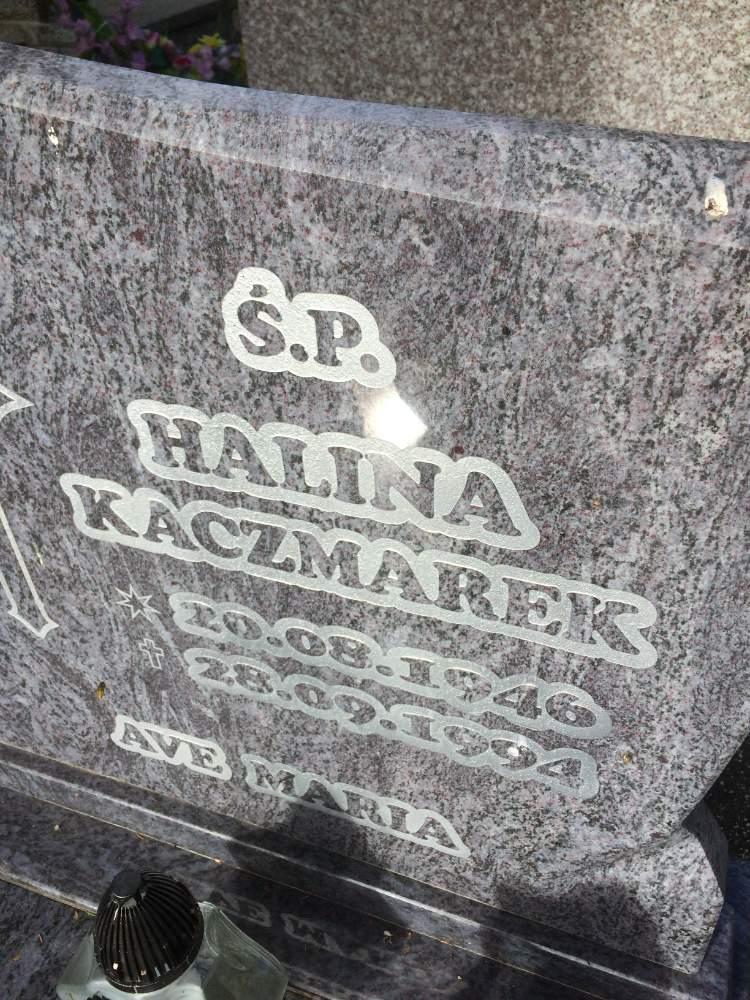 Ś.P.
HALINA
KACZMAREK
20.08.1946
28.09.1994
AVE MARIA